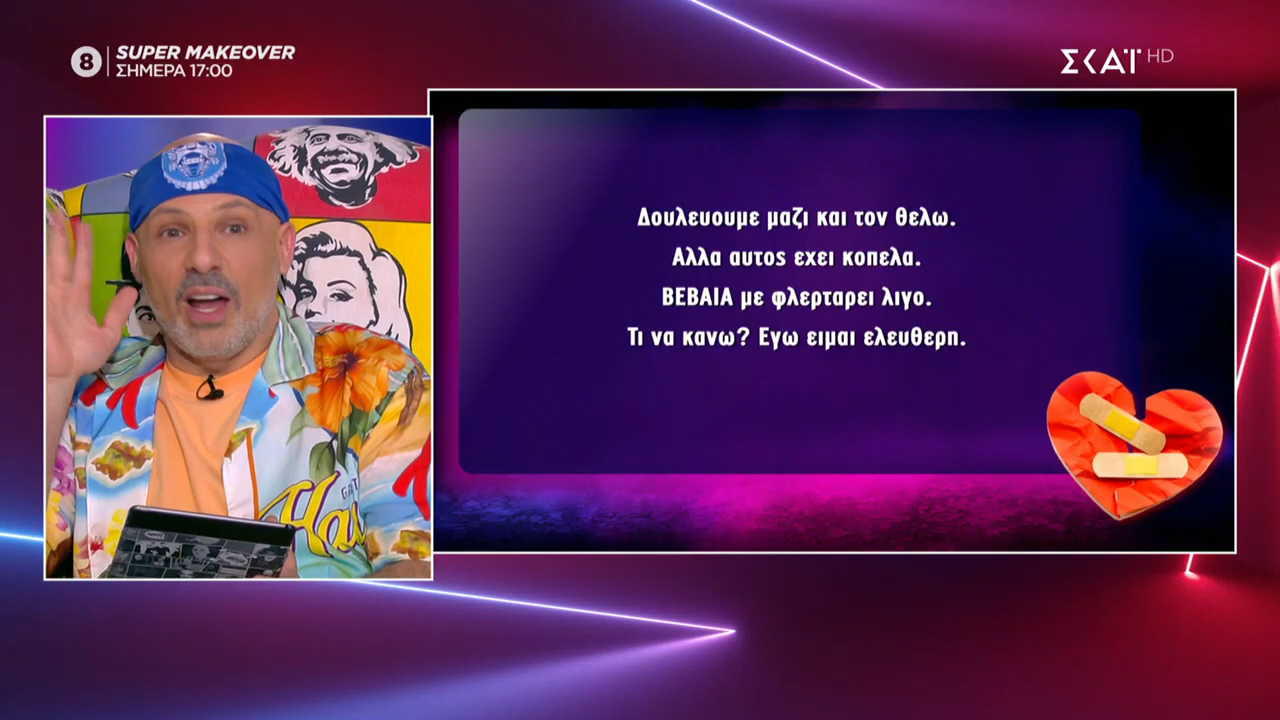 8 SUPER MAKEOVER
ΣΗΜΕΡΑ 17:00
ΣΚΑΪ HD
Δουλευουμε μαζι και τον θελω.
Αλλα αυτος εχει κοπελα.
ΒΕΒΑΙΑ με φλερταρει λιγο.
Τι να κανω? Εγω ειμαι ελευθερη.